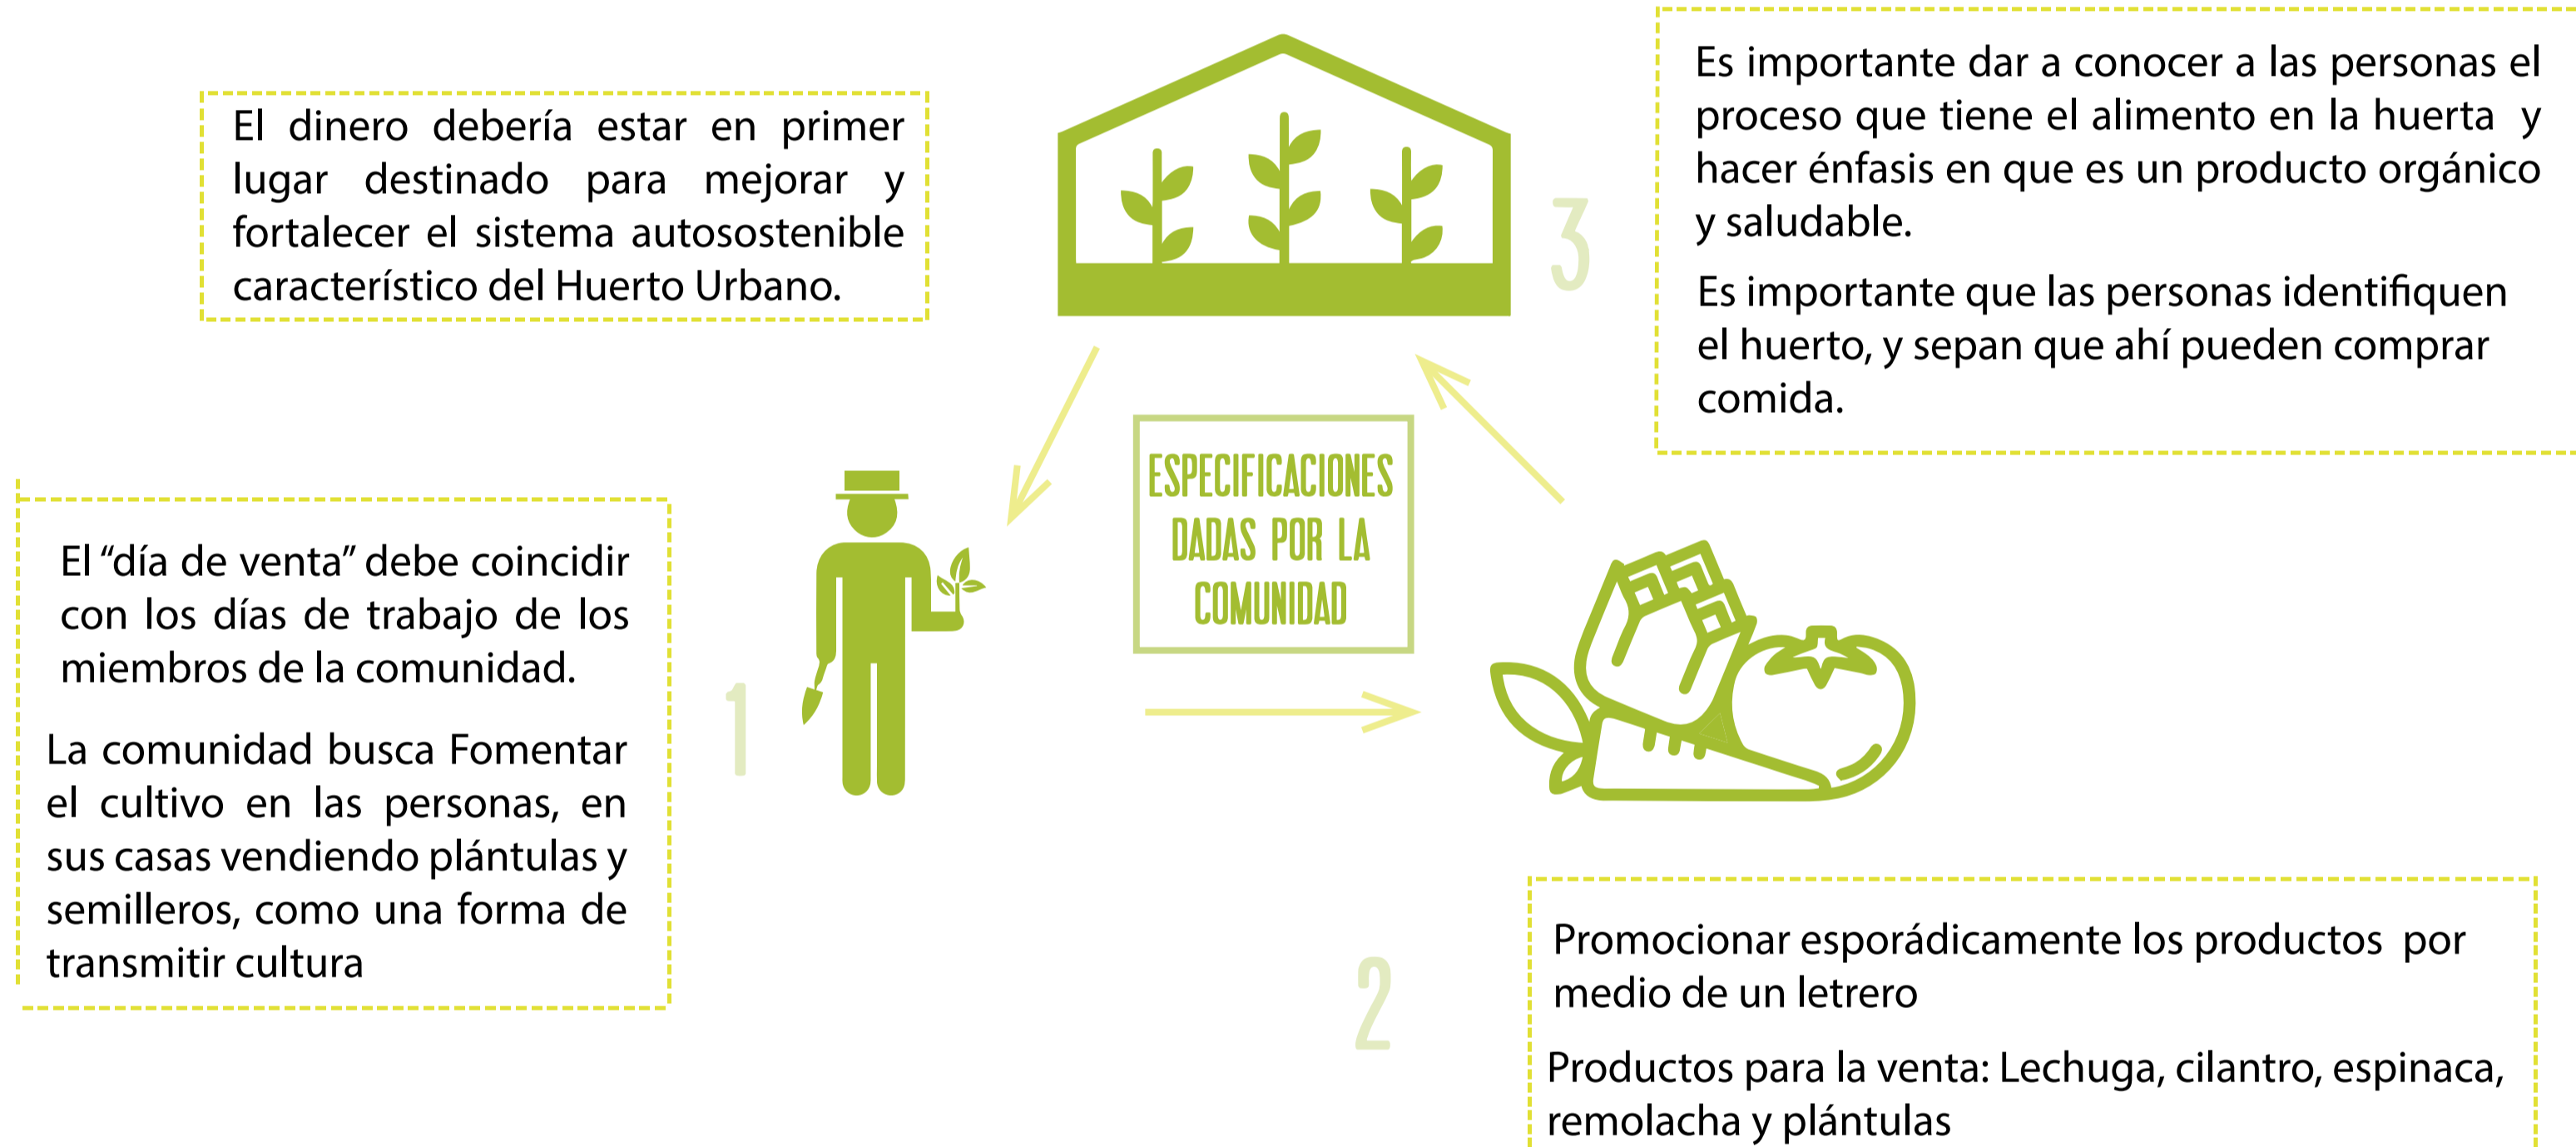 El dinero debería estar en primer
lugar destinado para mejorar y
fortalecer el sistema autosostenible
característico del Huerto Urbano.
ESPECIFICACIONES
DADAS POR LA
COMUNIDAD
1
El “día de venta” debe coincidir
con los días de trabajo de los
miembros de la comunidad.
La comunidad busca Fomentar
el cultivo en las personas, en
sus casas vendiendo plántulas y
semilleros, como una forma de
transmitir cultura
2
Promocionar esporádicamente los productos por
medio de un letrero
Productos para la venta: Lechuga, cilantro, espinaca,
remolacha y plántulas
3
Es importante dar a conocer a las personas el
proceso que tiene el alimento en la huerta y
hacer énfasis en que es un producto orgánico
y saludable.
Es importante que las personas identifiquen
el huerto, y sepan que ahí pueden comprar
comida.